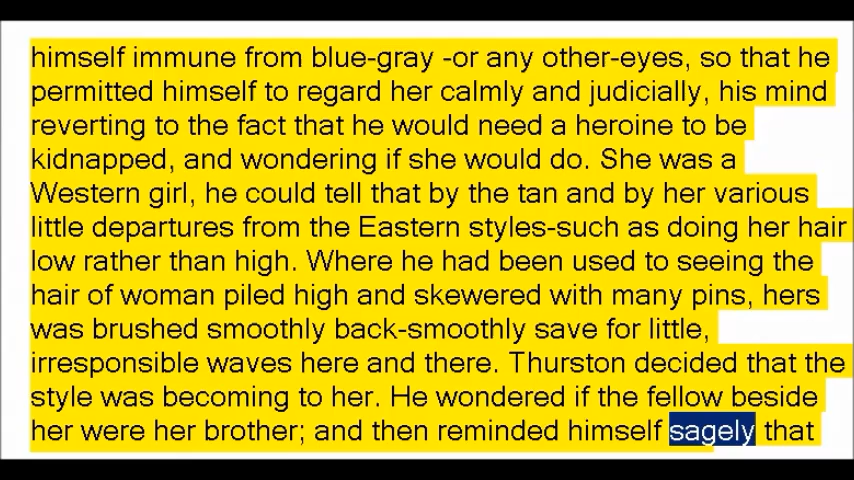 himself immune from blue-gray -or any other-eyes, so that he
permitted himself to regard her calmly and judicially, his mind
reverting to the fact that he would need a heroine to be
kidnapped, and wondering if she would do. She was a
Western girl, he could tell that by the tan and by her various
little departures from the Eastern styles-such as doing her hair
low rather than high. Where he had been used to seeing the
hair of woman piled high and skewered with many pins, hers
was brushed smoothly back-smoothly save for little,
irresponsible waves here and there. Thurston decided that the
style was becoming to her. He wondered if the fellow beside
her were her brother; and then reminded himself sagely that